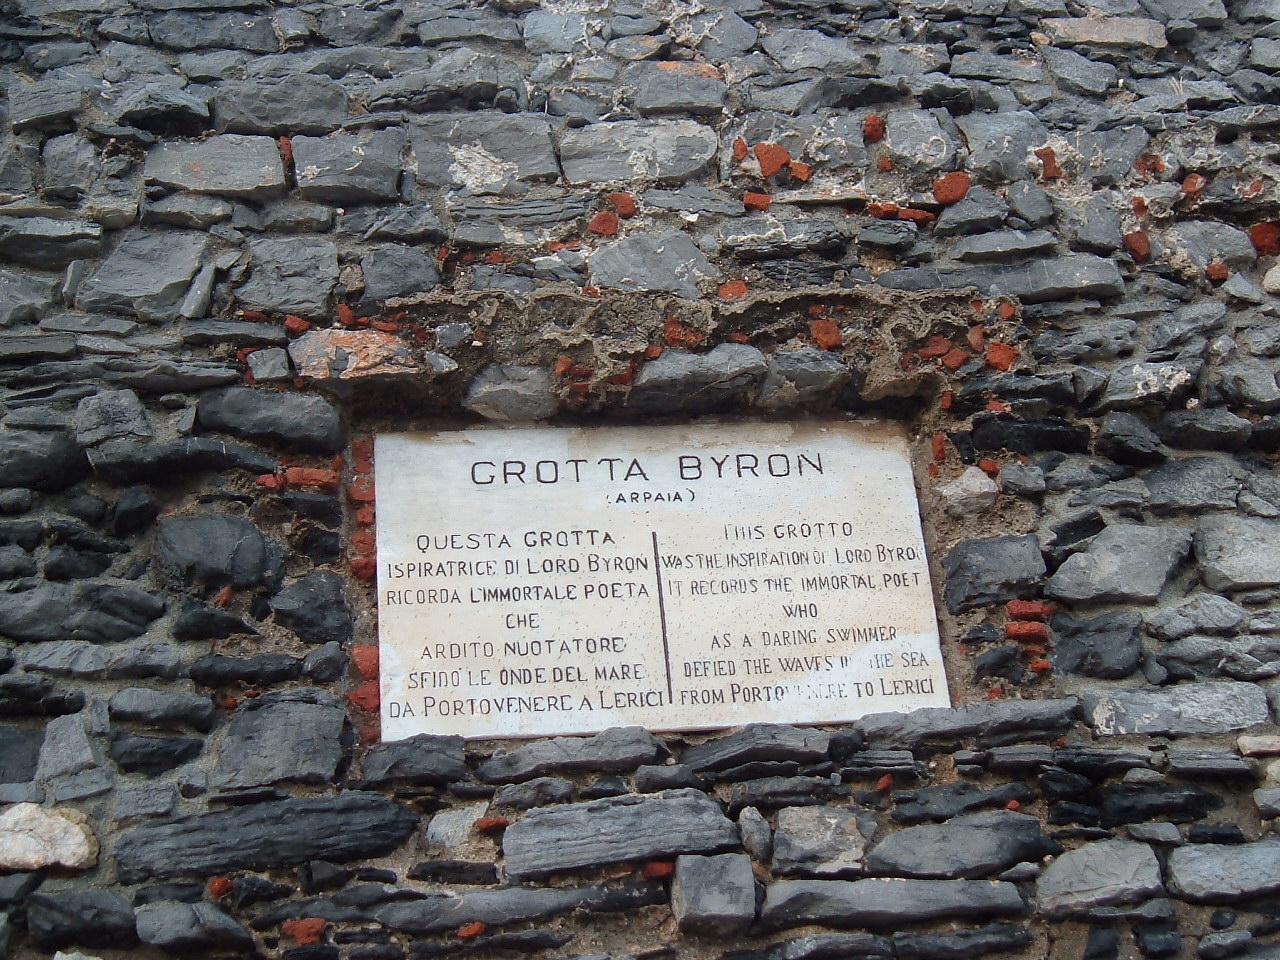 GROTTA BYRON
(ARPAIA)
QUESTA GROTTA
ISPIRATRICE DI LORD BYRON
RICORDA L'IMMORTALE POETA
CHE
ARDITO NUOTATORE
SFIDO' LE ONDE DEL MARE
DA PORTOVENERE A LERICI
THIS GROTTO
WAS THE INSPIRATION OF LORD BYRON
IT RECORDS THE IMMORTAL POET
WHO
AS A DARING SWIMMER
DEFIED THE WAVES OF THE SEA
FROM PORTOVENERE TO LERICI